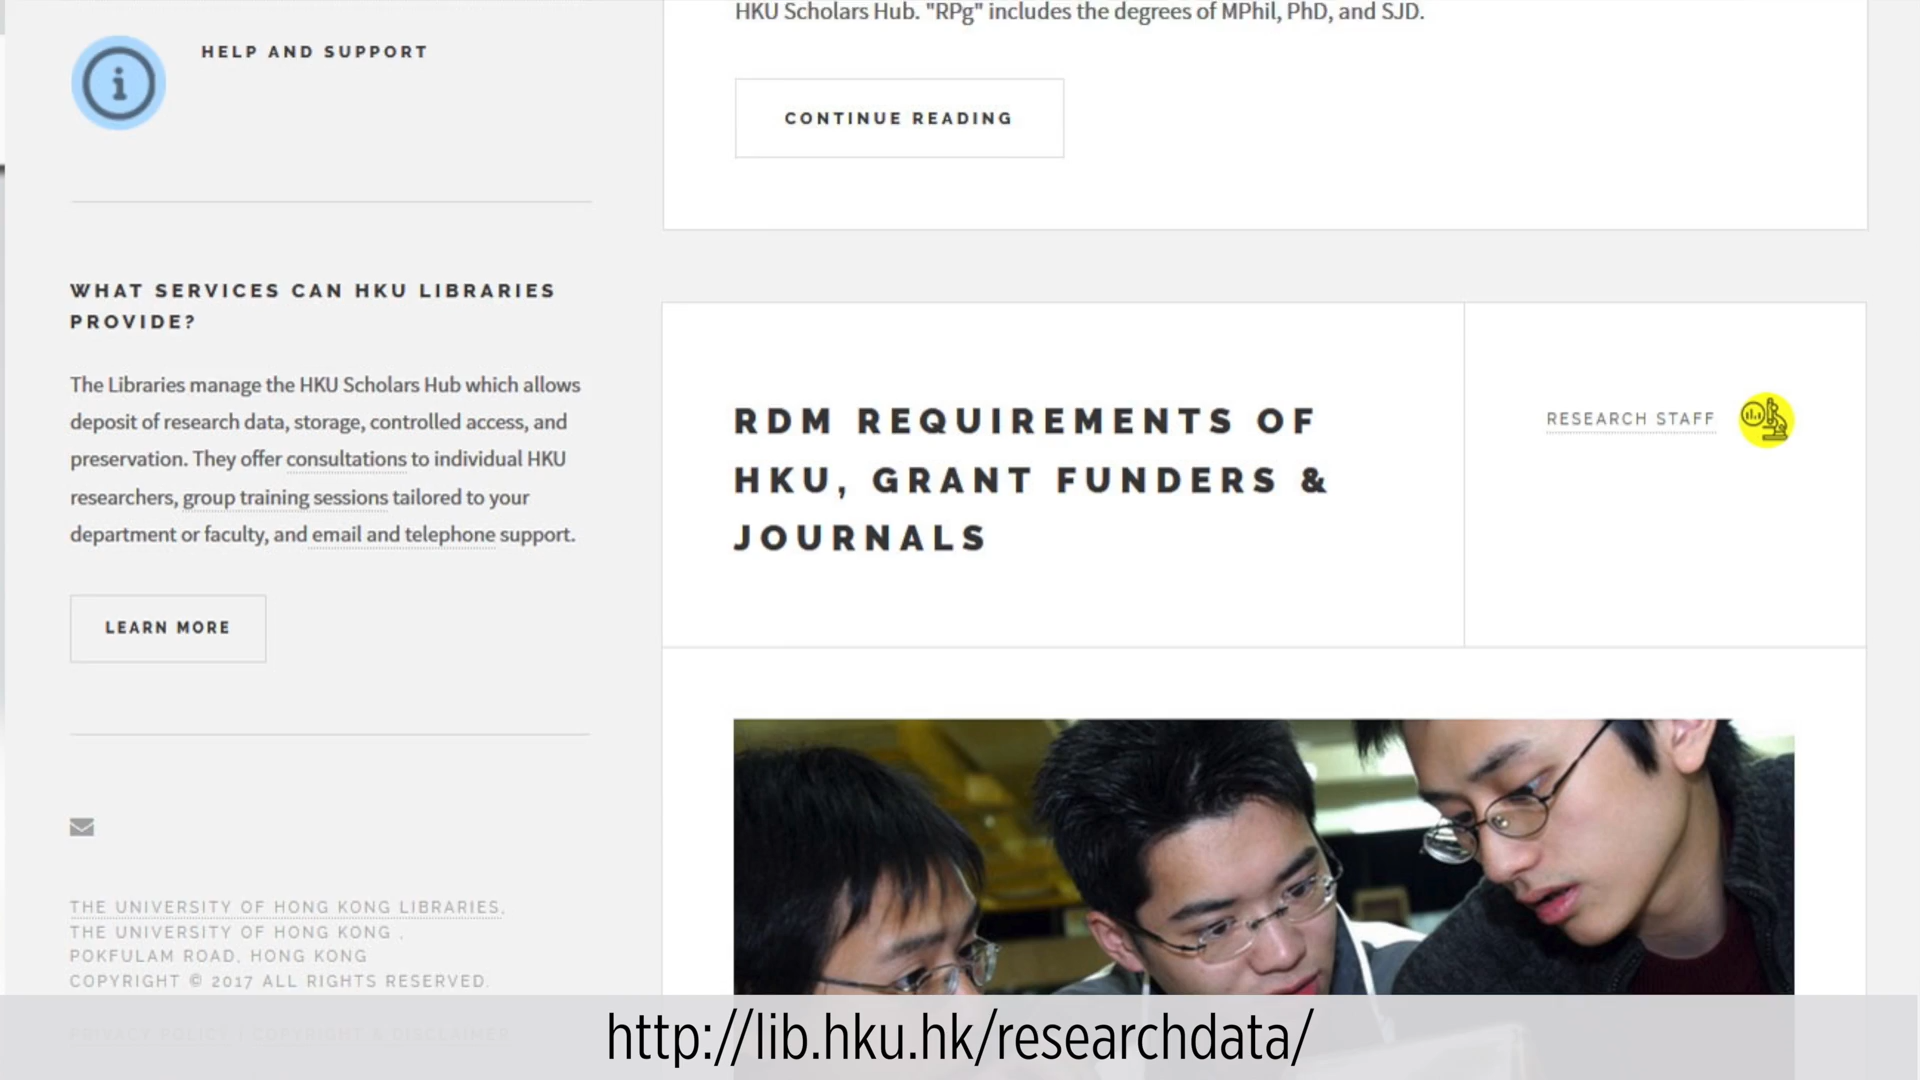 HELP AND SUPPORT
WHAT SERVICES CAN HKU LIBRARIES
PROVIDE?
The Libraries manage the HKU Scholars Hub which allows
deposit of research data, storage, controlled access, and
preservation. They offer consultations to individual HKU
researchers, group training sessions tailored to your
department or faculty, and email and telephone support.
LEARN MORE
THE UNIVERSITY OF HONG KONG LIBRARIES,
THE UNIVERSITY OF HONG KONG .
POKFULAM ROAD, HONG KONG
COPYRIGHT © 2017 ALL RIGHTS RESERVED.
PRIVACY POLICY | COPYRIGHT & DISCLAIMER
HKU Scholars Hub. "RPg" includes the degrees of MPhil, PhD, and SJD.
CONTINUE READING
RDM REQUIREMENTS OF
HKU, GRANT FUNDERS &
JOURNALS
RESEARCH STAFF
http://lib.hku.hk/researchdata/